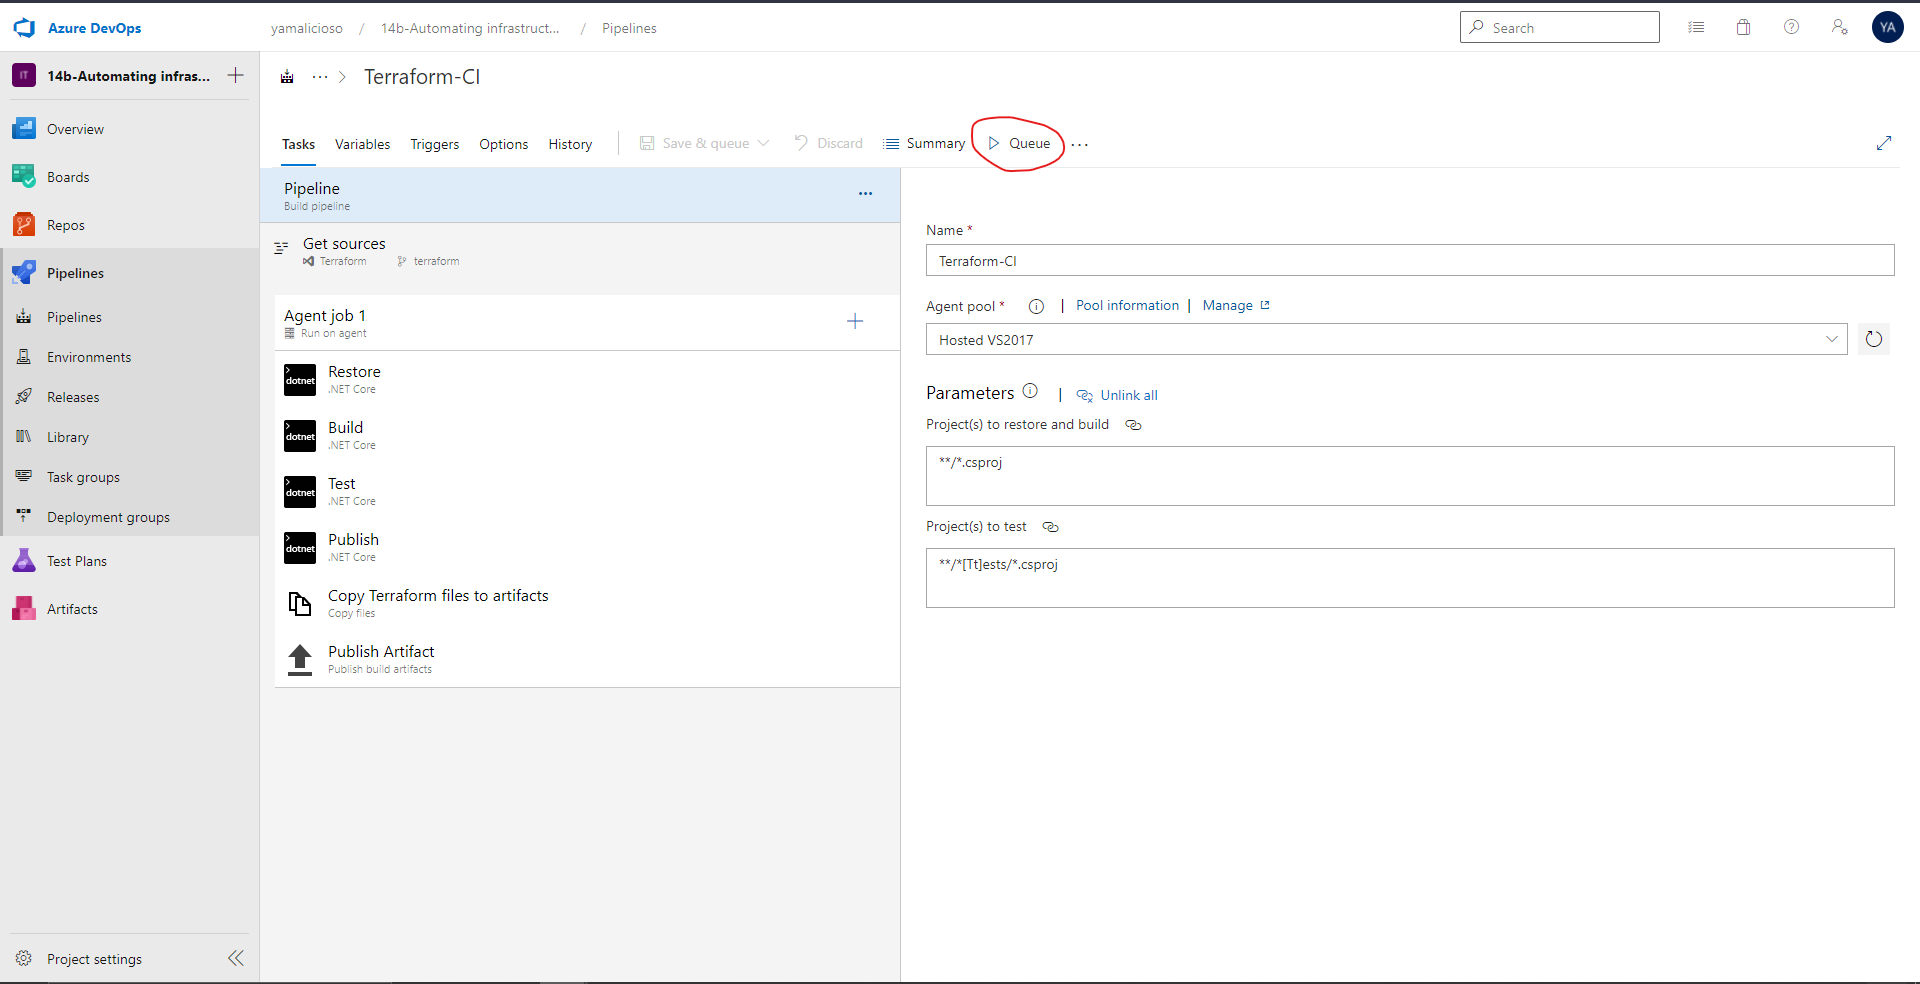 Azure DevOps
yamalicioso / 14b-Automating infrastruct... / Pipelines
Search
YA
IT
14b-Automating infras...
Overview
Boards
Repos
Pipelines
Pipelines
Environments
Releases
Library
Task groups
Deployment groups
Test Plans
Artifacts
Project settings
... > Terraform-CI
Tasks Variables Triggers Options History Save & queue Discard Summary Queue ...
Pipeline
Build pipeline
...
Get sources
Terraform terraform
Agent job 1
Run on agent
dotnet
Restore
.NET Core
dotnet
Build
.NET Core
dotnet
Test
.NET Core
dotnet
Publish
.NET Core
Copy Terraform files to artifacts
Copy files
Publish Artifact
Publish build artifacts
Name *
Terraform-CI
Agent pool * | Pool information | Manage
Hosted VS2017
Parameters | Unlink all
Project(s) to restore and build
**/*.csproj
Project(s) to test
**/*[Tt]ests/*.csproj